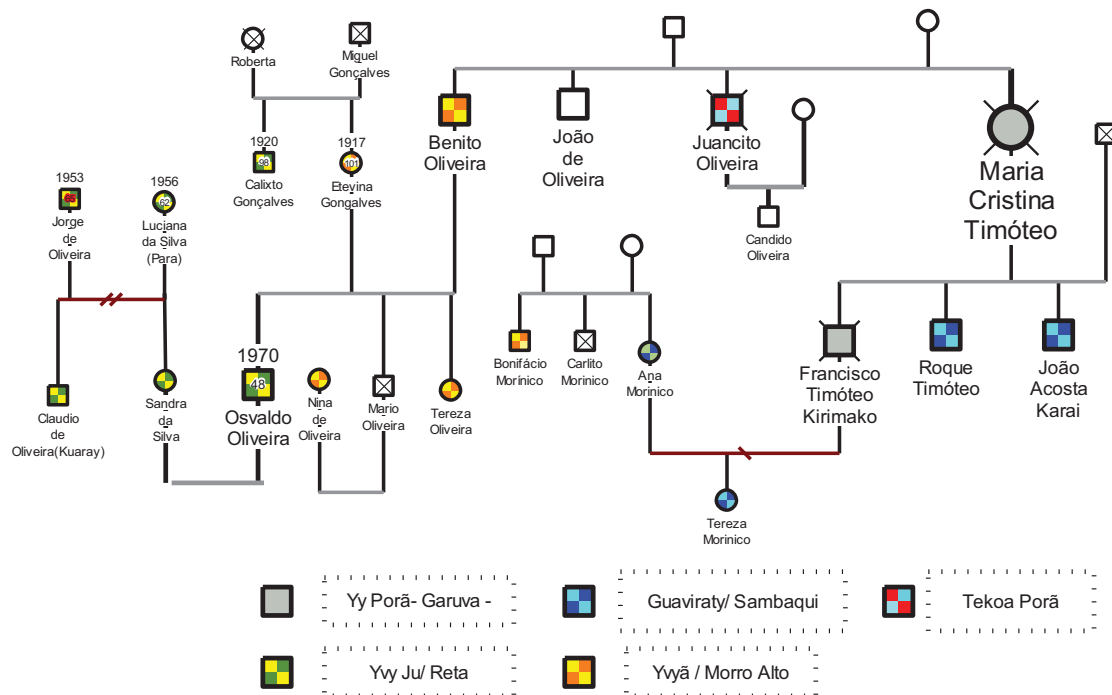 Roberta
Miguel
Gonçalves
1920
98
Calixto
Gonçalves
1917
101
Etevina
Gongalves
Benito
Oliveira
João
de
Oliveira
Juancito
Oliveira
Candido
Oliveira
Maria
Cristina
Timóteo
1953
65
Jorge
de
Oliveira
1956
62
Luciana
da Silva
(Para)
Claudio
de
Oliveira(Kuaray)
Sandra
da
Silva
1970
48
Osvaldo
Oliveira
Nina
de
Oliveira
Mario
Oliveira
Tereza
Oliveira
Bonifácio
Morínico
Carlito
Morinico
Ana
Morinico
Francisco
Timóteo
Kirimako
Roque
Timóteo
João
Acosta
Karai
Tereza
Morinico
Yy Porã- Garuva -
Guaviraty/ Sambaqui
Tekoa Porã
Yvy Ju/ Reta
Yvyã / Morro Alto